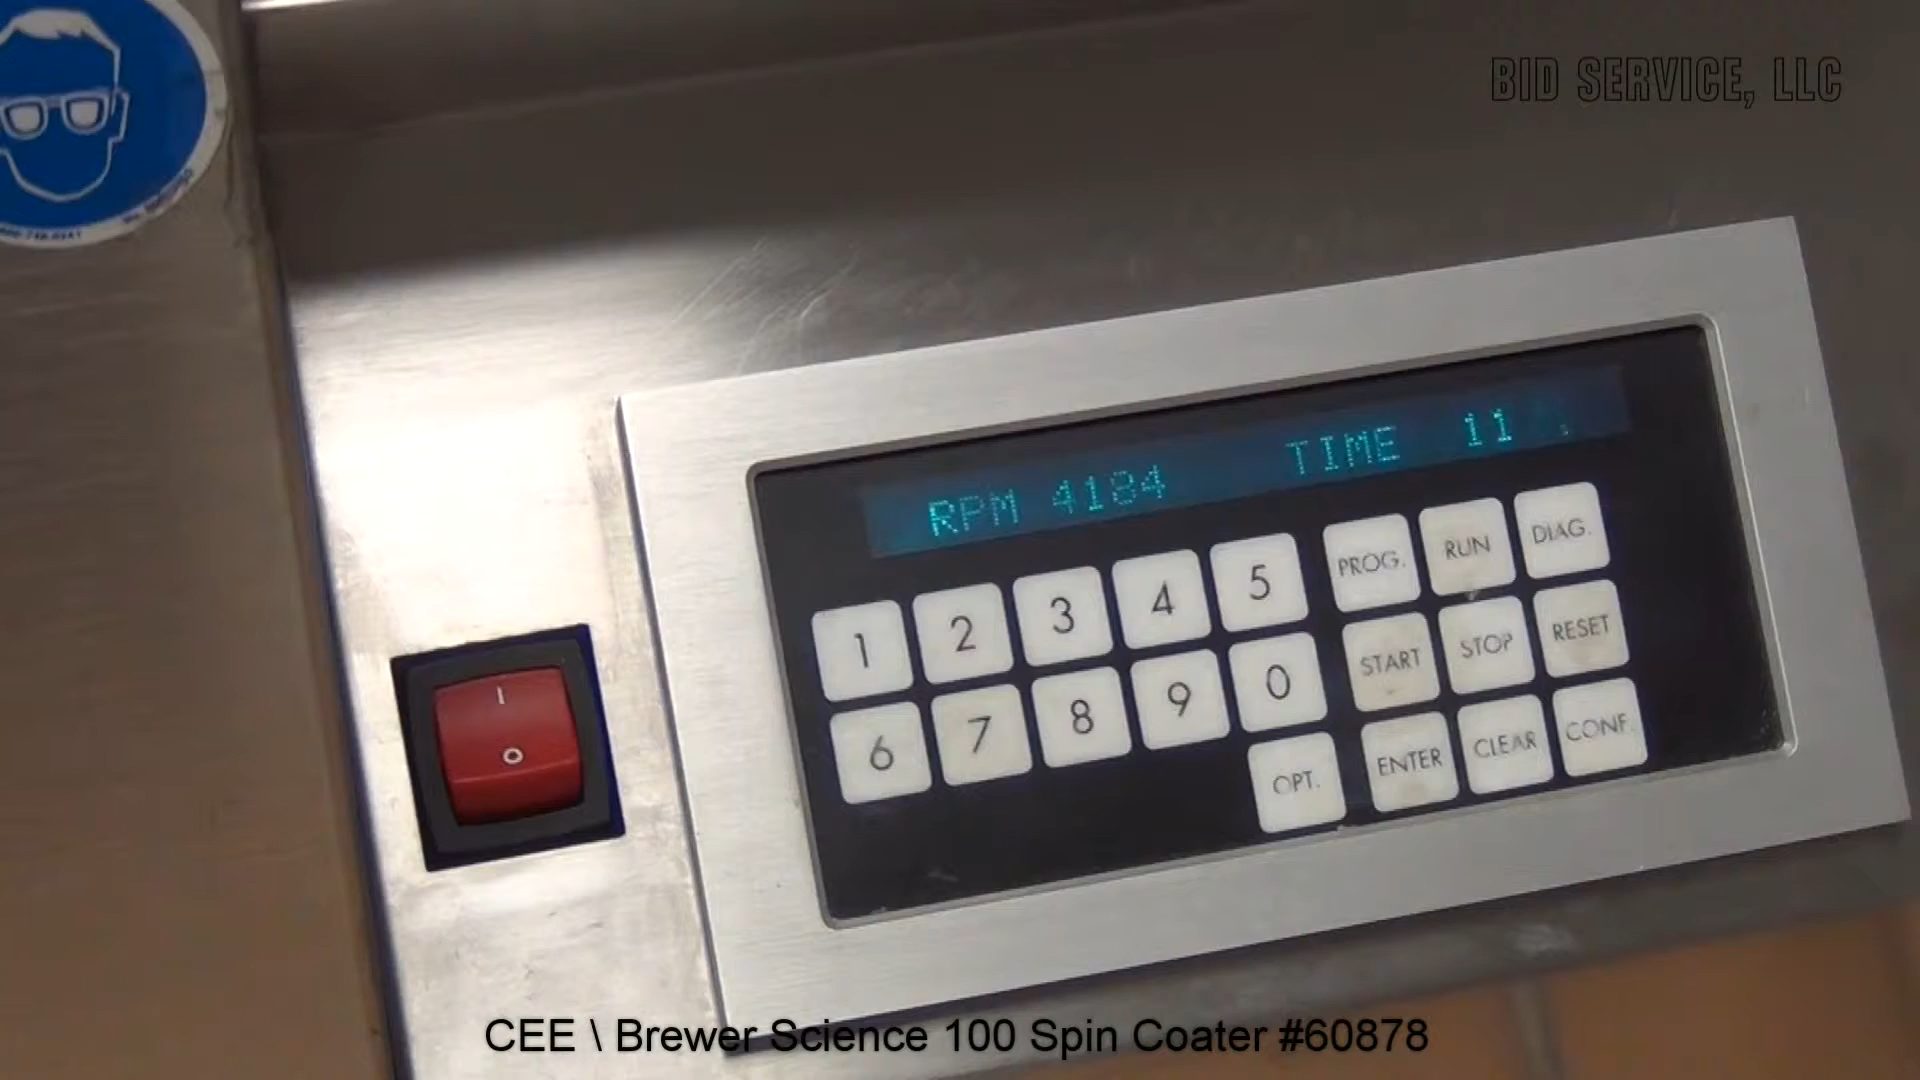 BID SERVICE, LLC
RPM 4184 TIME 11
1 2 3 4 5 PROG. RUN DIAG.
6 7 8 9 0 START STOP RESET
OPT. ENTER CLEAR CONF.
I
O
CEE \ Brewer Science 100 Spin Coater #60878